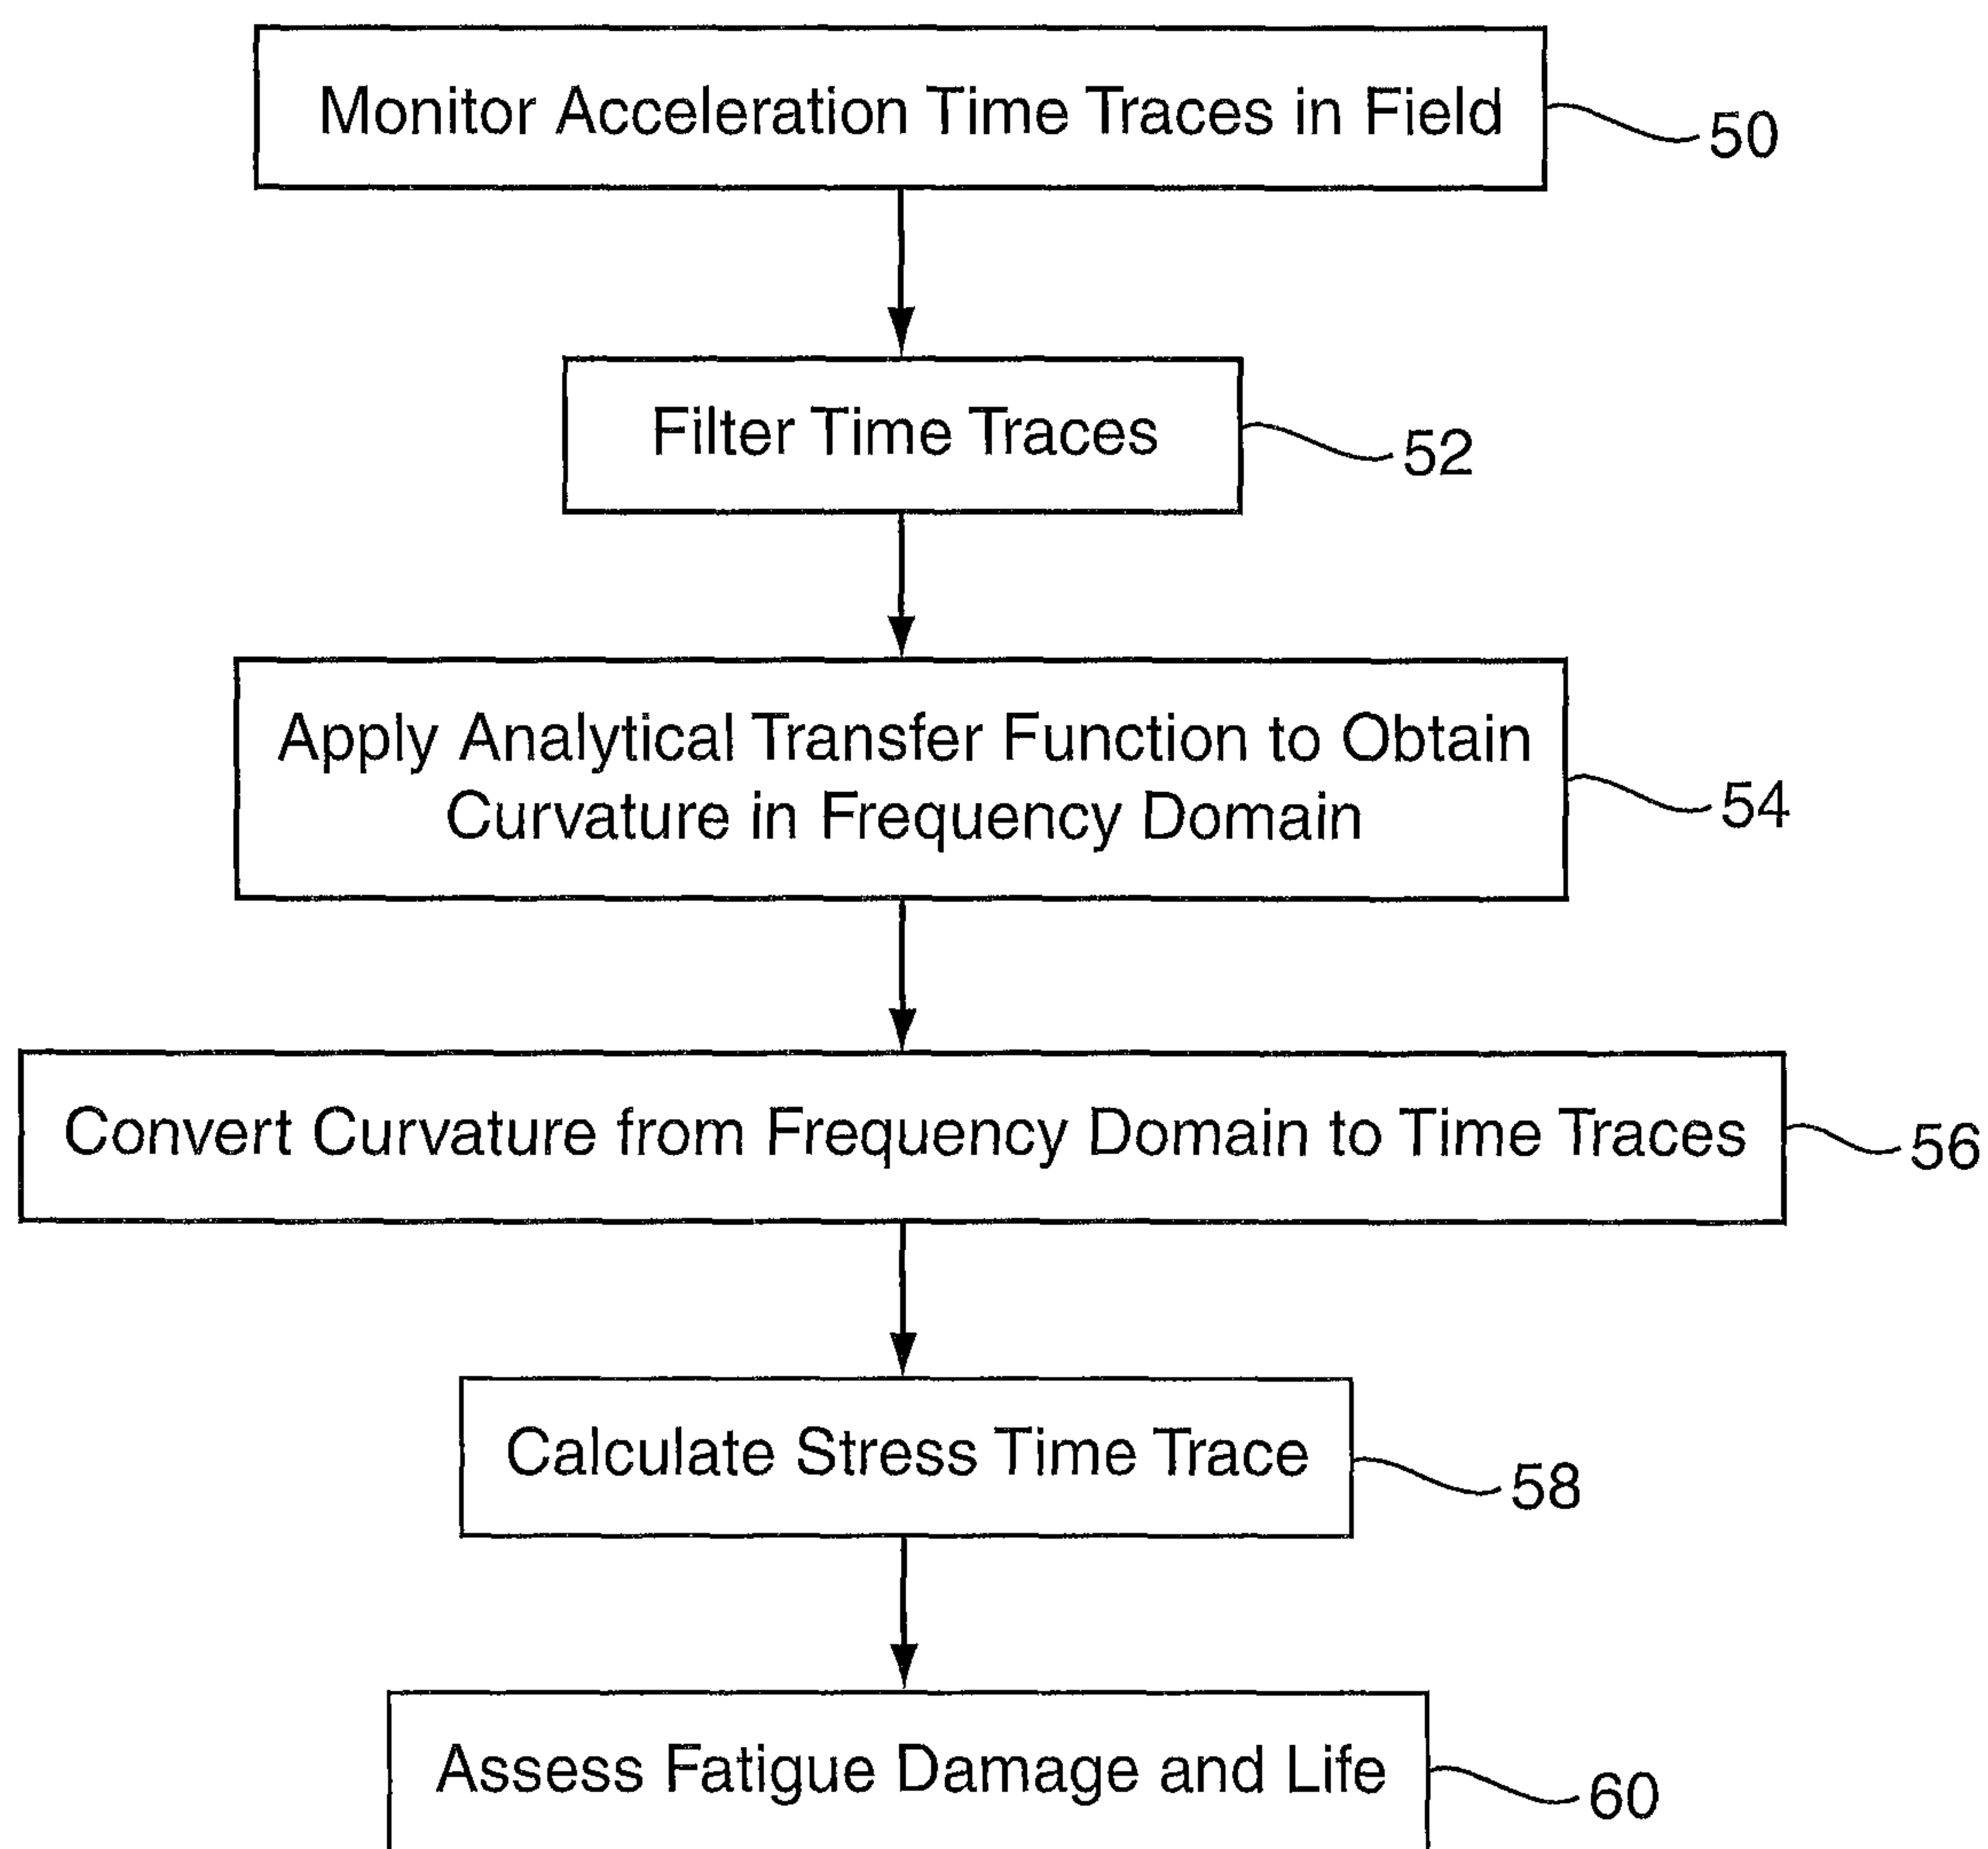 Monitor Acceleration Time Traces in Field
50
Filter Time Traces
52
Apply Analytical Transfer Function to Obtain
Curvature in Frequency Domain
54
Convert Curvature from Frequency Domain to Time Traces
56
Calculate Stress Time Trace
58
Assess Fatigue Damage and Life
60